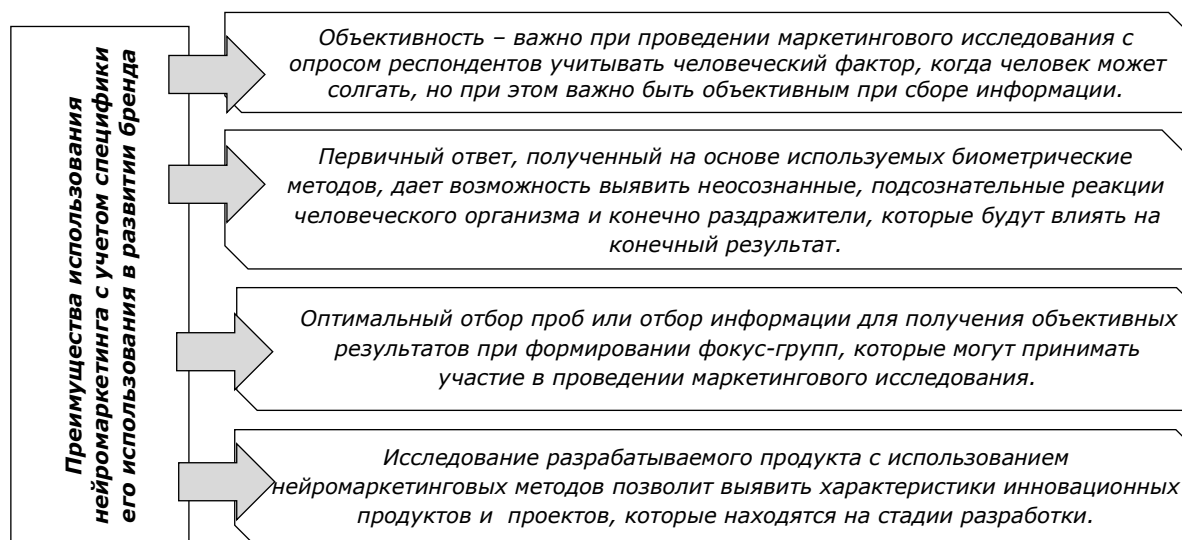 Преимущества использования
нейромаркетинга с учетом специфики
его использования в развитии бренда
Объективность – важно при проведении маркетингового исследования с
опросом респондентов учитывать человеческий фактор, когда человек может
солгать, но при этом важно быть объективным при сборе информации.
Первичный ответ, полученный на основе используемых биометрические
методов, дает возможность выявить неосознанные, подсознательные реакции
человеческого организма и конечно раздражители, которые будут влиять на
конечный результат.
Оптимальный отбор проб или отбор информации для получения объективных
результатов при формировании фокус-групп, которые могут принимать
участие в проведении маркетингового исследования.
Исследование разрабатываемого продукта с использованием
нейромаркетинговых методов позволит выявить характеристики инновационных
продуктов и проектов, которые находятся на стадии разработки.